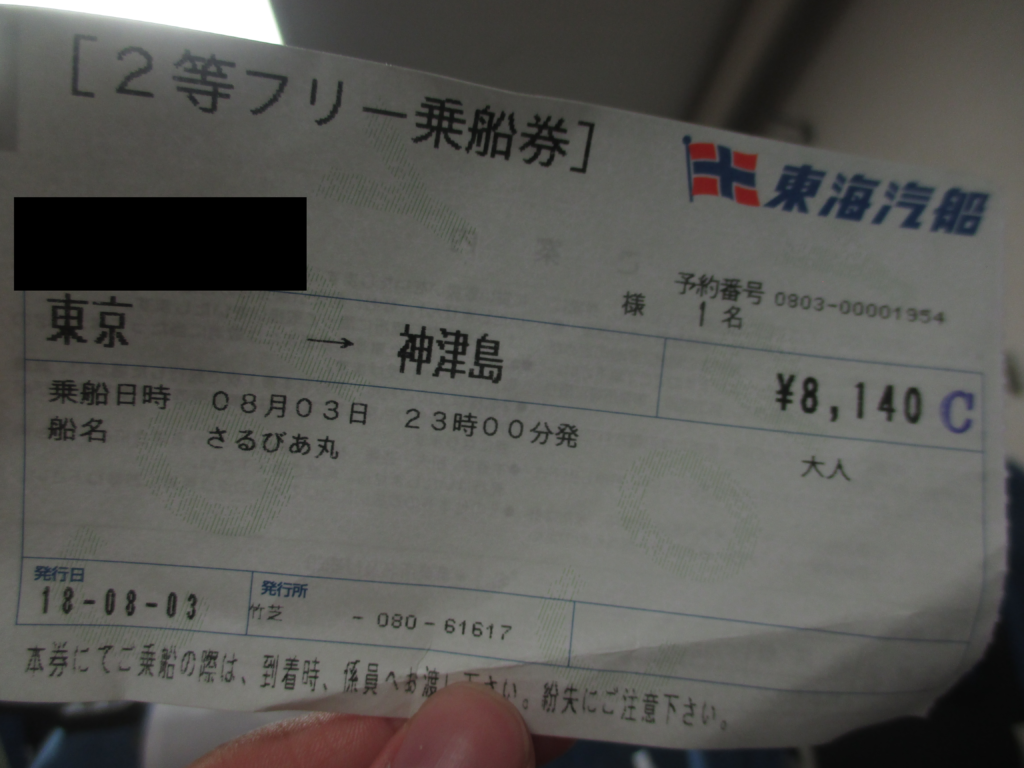 [２等フリー乗船券]
東海汽船
様
予約番号 0803-00001954
1名
東京 → 神津島
¥8,140 C
乗船日時 ０８月０３日 ２３時００分発
船名 さるびあ丸
大人
発行日
18-08-03
発行所
竹芝 - 080 - 61617
本券にてご乗船の際は、到着時、係員へお渡し下さい。紛失にご注意下さい。